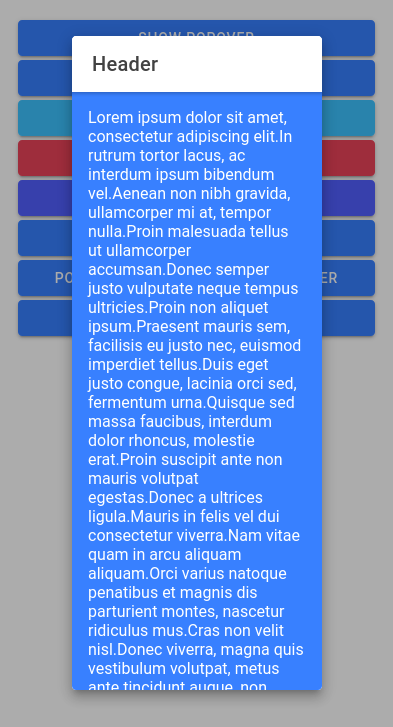 SHOW POPOVER
Header
Lorem ipsum dolor sit amet,
consectetur adipiscing elit.In
rutrum tortor lacus, ac
interdum ipsum bibendum
vel.Aenean non nibh gravida,
ullamcorper mi at, tempor
nulla.Proin malesuada tellus
ut ullamcorper
accumsan.Donec semper
justo vulputate neque tempus
ultricies.Proin non aliquet
ipsum.Praesent mauris sem,
facilisis eu justo nec, euismod
imperdiet tellus.Duis eget
justo congue, lacinia orci sed,
fermentum urna.Quisque sed
massa faucibus, interdum
dolor rhoncus, molestie
erat.Proin suscipit ante non
mauris volutpat
egestas.Donec a ultrices
ligula.Mauris in felis vel dui
consectetur viverra.Nam vitae
quam in arcu aliquam
aliquam.Orci varius natoque
penatibus et magnis dis
parturient montes, nascetur
ridiculus mus.Cras non velit
nisl.Donec viverra, magna quis
vestibulum volutpat, metus
ante tincidunt augue, non